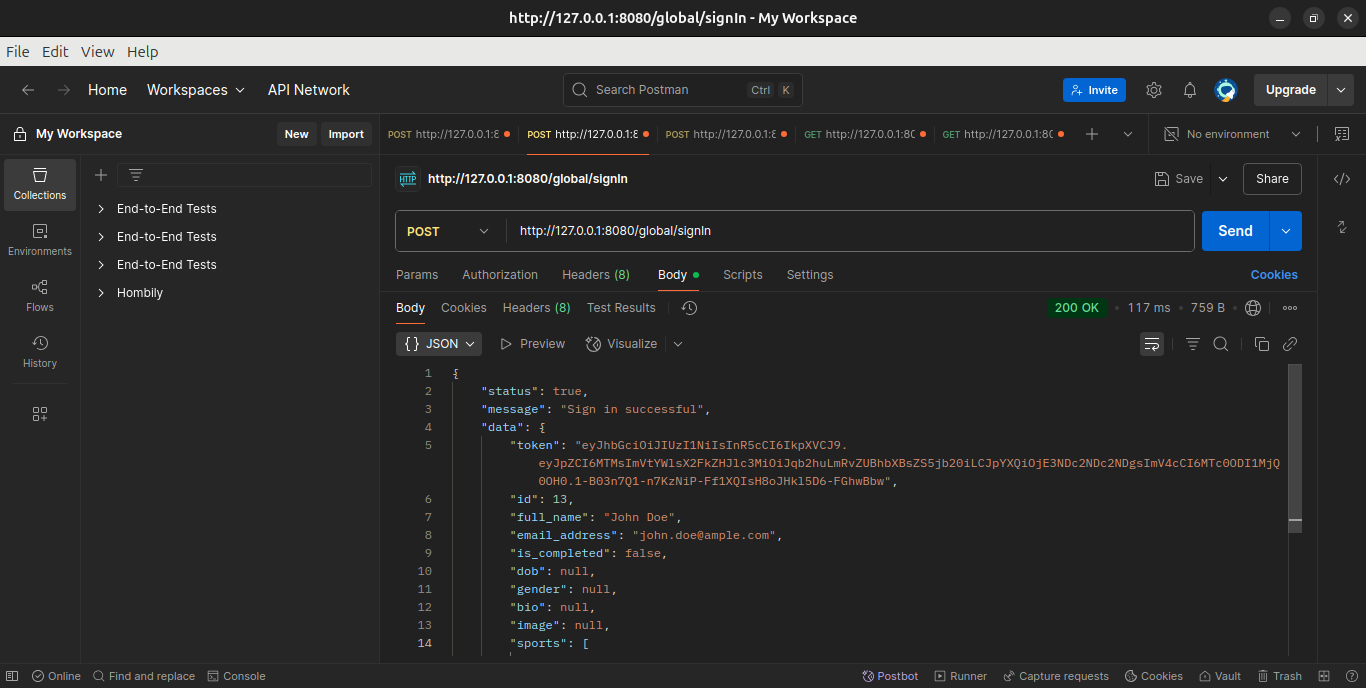 http://127.0.0.1:8080/global/signIn - My Workspace
File Edit View Help
Home Workspaces API Network Search Postman Ctrl K Invite Upgrade
My Workspace New Import POST http://127.0.0.1:8 POST http://127.0.0.1:8 POST http://127.0.0.1:8 GET http://127.0.0.1:80 GET http://127.0.0.1:80 No environment
Collections
Environments
Flows
History
End-to-End Tests
End-to-End Tests
End-to-End Tests
Hombily
HTTP http://127.0.0.1:8080/global/signIn Save Share
POST http://127.0.0.1:8080/global/signIn Send
Params Authorization Headers (8) Body Scripts Settings Cookies
Body Cookies Headers (8) Test Results 200 OK 117 ms 759 B
{} JSON Preview Visualize
1 {
2 "status": true,
3 "message": "Sign in successful",
4 "data": {
5 "token": "eyJhbGciOiJIUzI1NiIsInR5cCI6IkpXVCJ9.
eyJpZCI6MTMsImVtYWlsX2FkZHJlc3MiOiJqb2huLmRvZUBhbXBsZS5jb20iLCJpYXQiOjE3NDc2NDc2NDgsImV4cCI6MTc0ODI1MjQ
0OH0.1-B03n7Q1-n7KzNiP-Ff1XQIsH8oJHkl5D6-FGhwBbw",
6 "id": 13,
7 "full_name": "John Doe",
8 "email_address": "john.doe@ample.com",
9 "is_completed": false,
10 "dob": null,
11 "gender": null,
12 "bio": null,
13 "image": null,
14 "sports": [
Online Find and replace Console Postbot Runner Capture requests Cookies Vault Trash